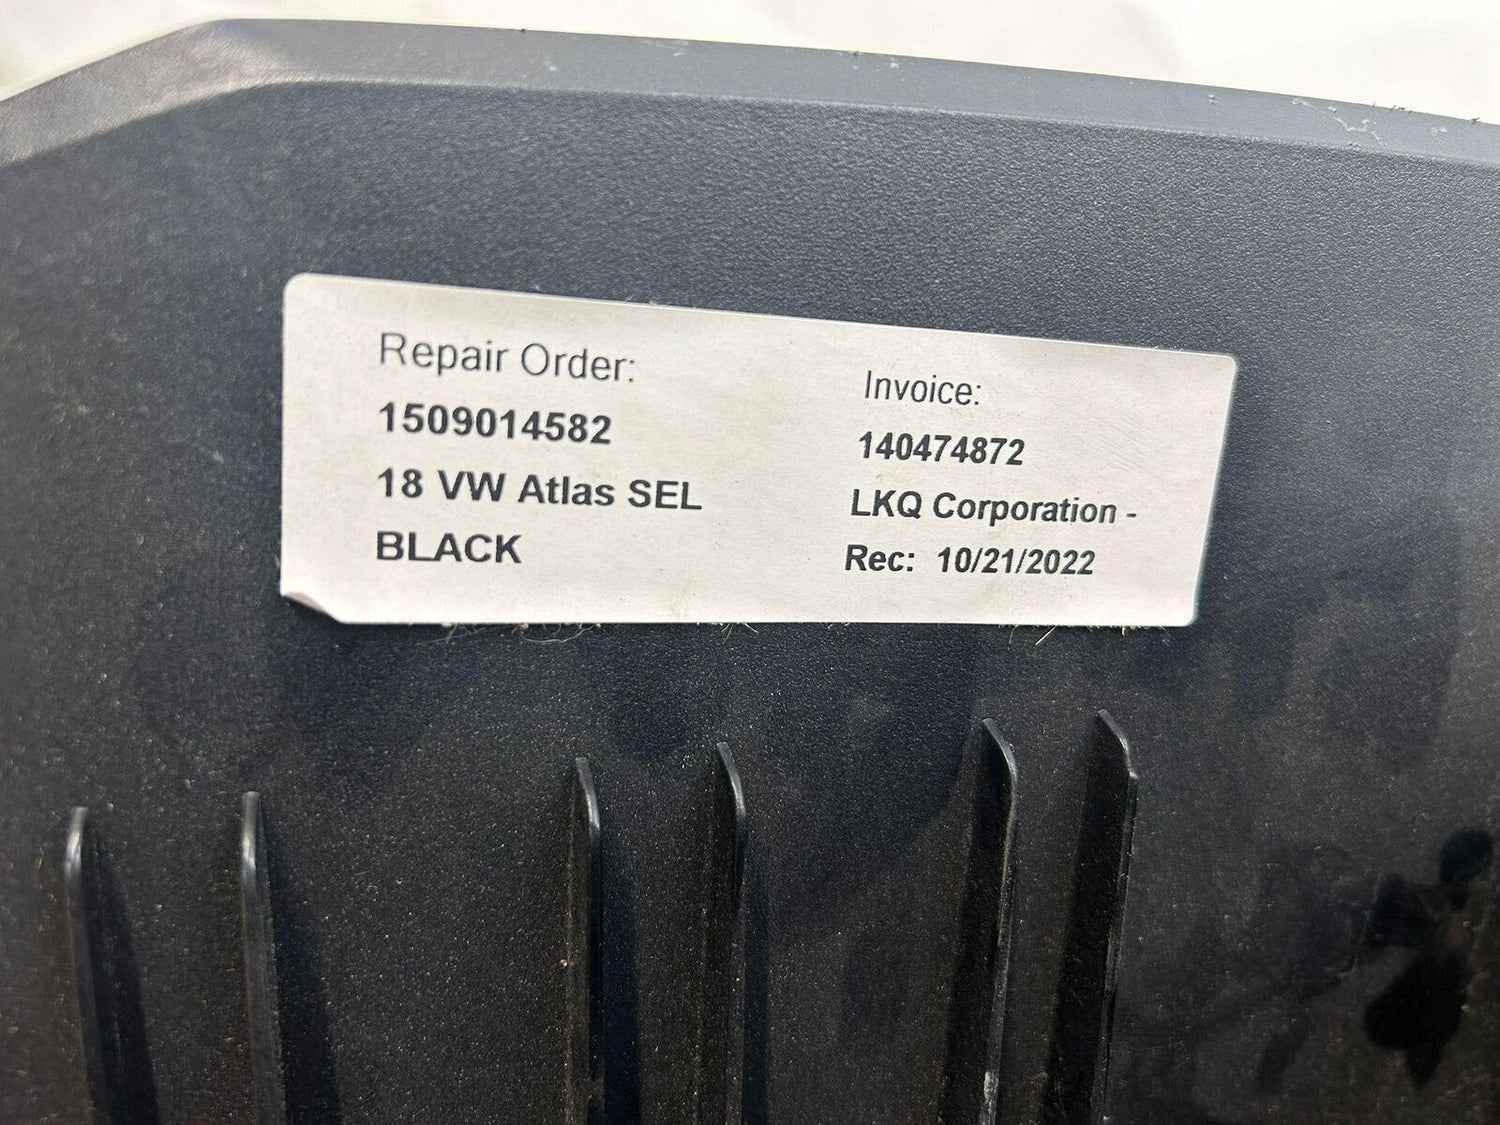 Repair Order:
1509014582
18 VW Atlas SEL
BLACK
Invoice:
140474872
LKQ Corporation -
Rec: 10/21/2022